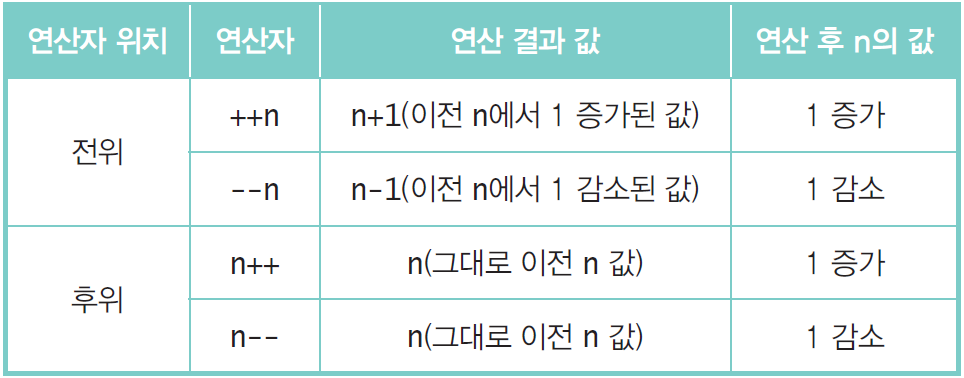 연산자 위치 연산자 연산 결과 값 연산 후 n의 값
전위 ++n n+1(이전 n에서 1 증가된 값) 1 증가
--n n-1(이전 n에서 1 감소된 값) 1 감소
후위 n++ n(그대로 이전 n 값) 1 증가
n-- n(그대로 이전 n 값) 1 감소